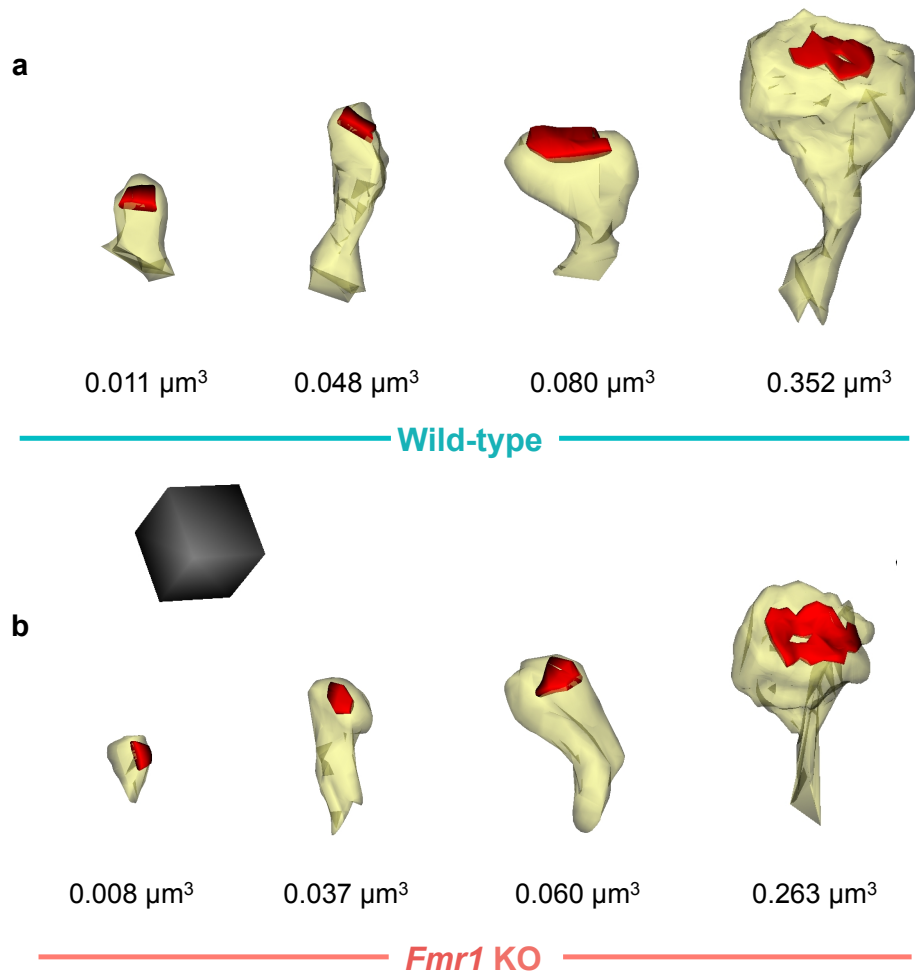 a
0.011 µm³ 0.048 µm³ 0.080 µm³ 0.352 µm³
Wild-type
b
0.008 µm³ 0.037 µm³ 0.060 µm³ 0.263 µm³
Fmr1 KO